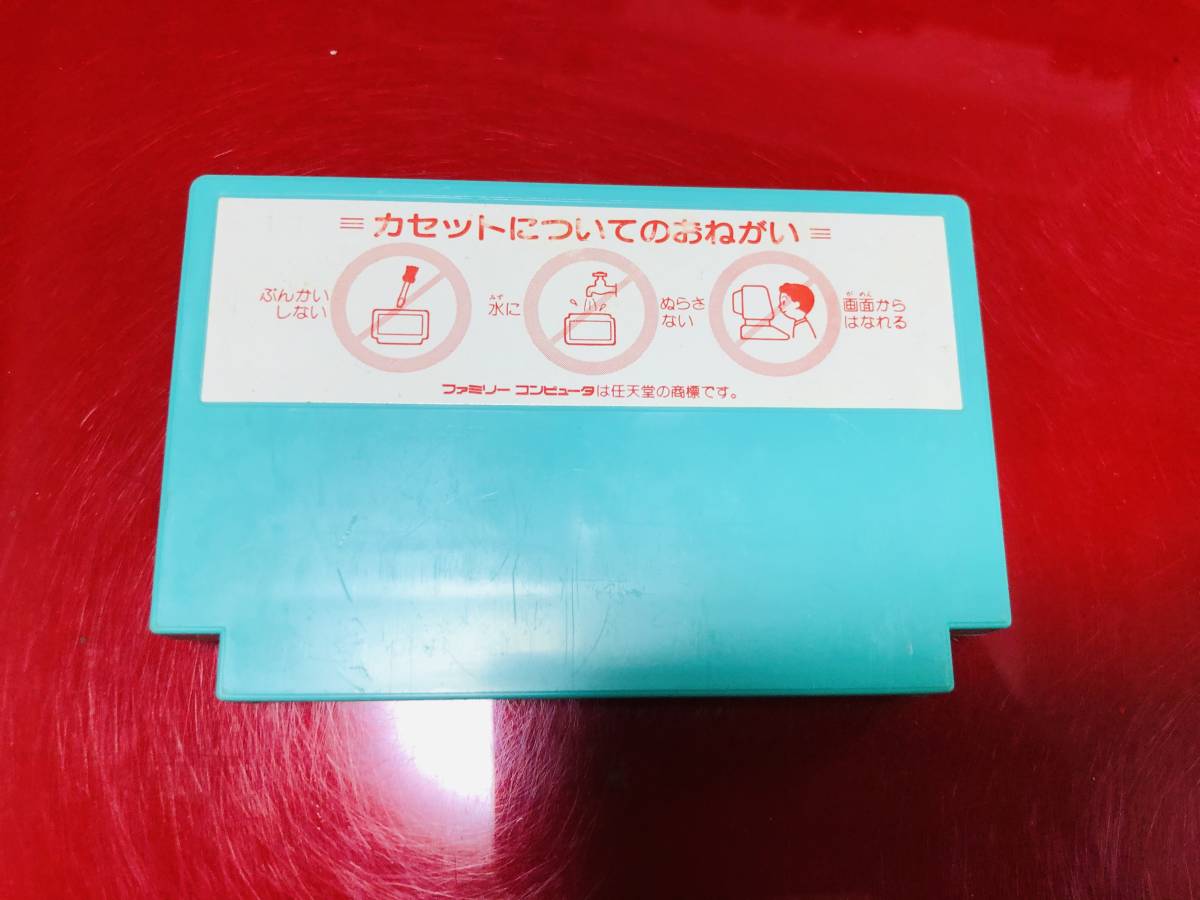 カセットについてのおねがい
ぶんかい
しない
みず
水に
ぬらさ
ない
が めん
画面から
はなれる
ファミリー コンピュータは任天堂の商標です。